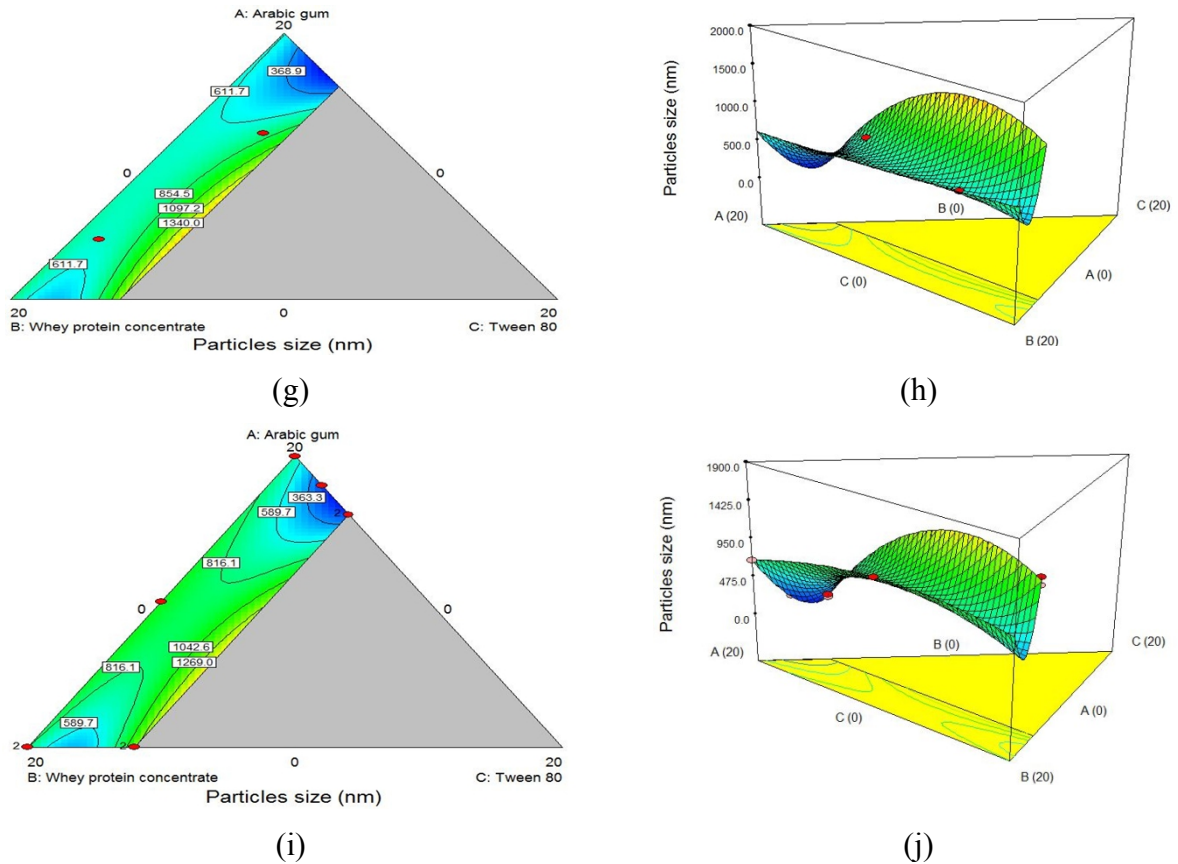 A: Arabic gum
20
368.9
611.7
0
0
854.5
1097.2
1340.0
611.7
20
0
20
B: Whey protein concentrate
C: Tween 80
Particles size (nm)
(g)
2000.0
1500.0
1000.0
500.0
0.0
Particles size (nm)
A (20)
B (0)
C (20)
C (0)
A (0)
B (20)
(h)
A: Arabic gum
20
363.3
589.7
2
816.1
0
0
1042.6
1269.0
816.1
589.7
2
2
20
0
20
B: Whey protein concentrate
C: Tween 80
Particles size (nm)
(i)
1900.0
1425.0
950.0
475.0
0.0
Particles size (nm)
A (20)
B (0)
C (20)
C (0)
A (0)
B (20)
(j)